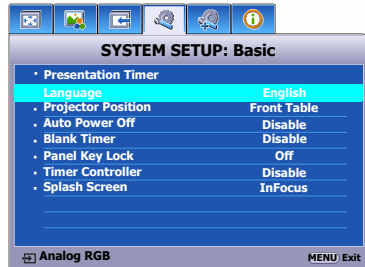 SYSTEM SETUP: Basic
Presentation Timer
Language English
Projector Position Front Table
Auto Power Off Disable
Blank Timer Disable
Panel Key Lock Off
Timer Controller Disable
Splash Screen InFocus
Analog RGB MENU Exit